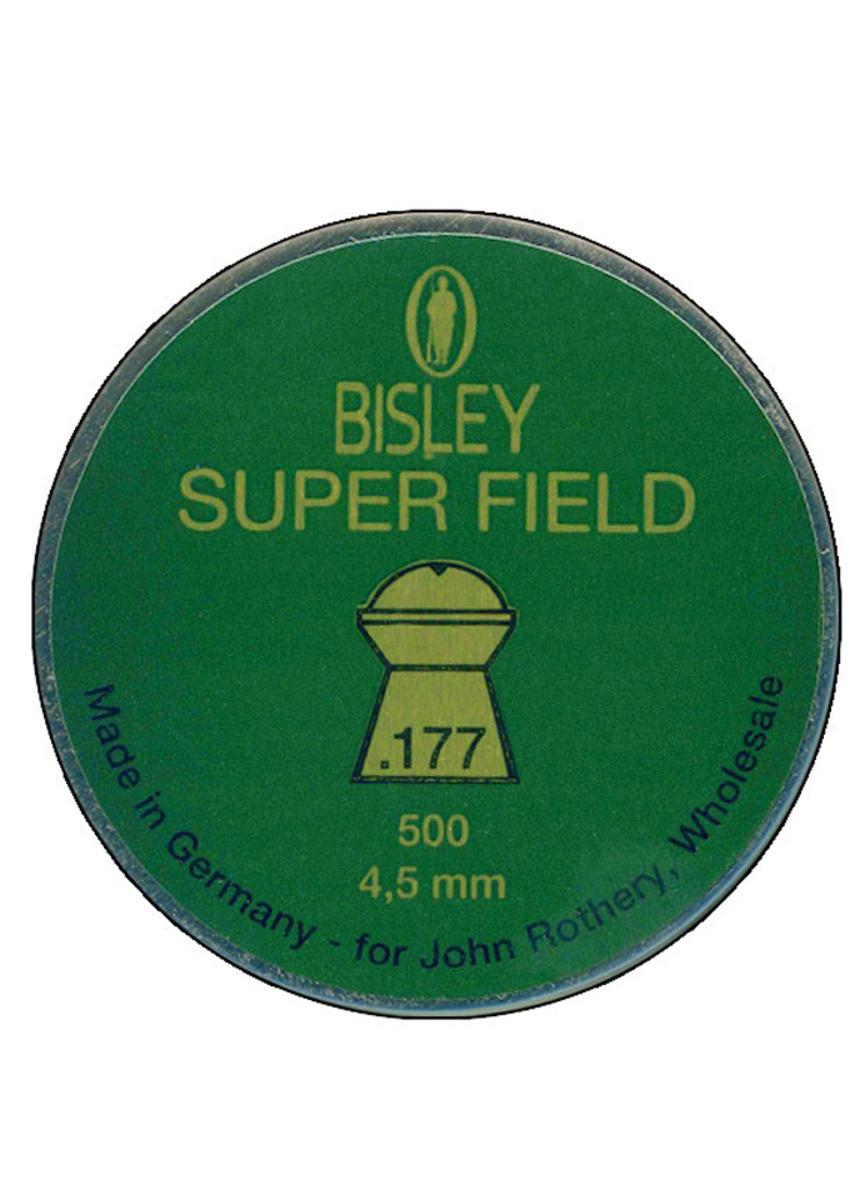 BISLEY
SUPER FIELD
.177
500
4,5 mm
Made in Germany - for John Rothery, Wholesale